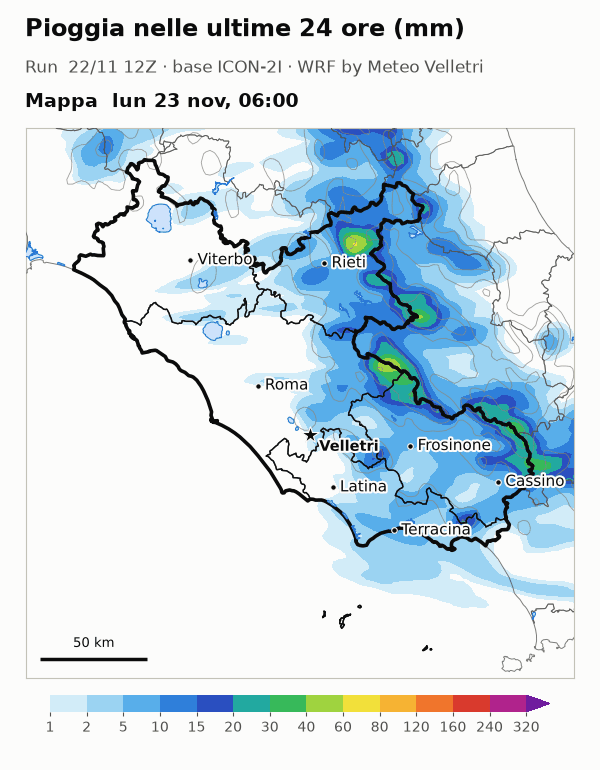 Pioggia nelle ultime 24 ore (mm)
Run  22/11 12Z · base ICON-2I · WRF by Meteo Velletri
Mappa  lun 23 nov, 06:00
Viterbo
Rieti
Roma
Velletri
Frosinone
Latina
Cassino
Terracina
50 km
1 2 5 10 15 20 30 40 60 80 120 160 240 320